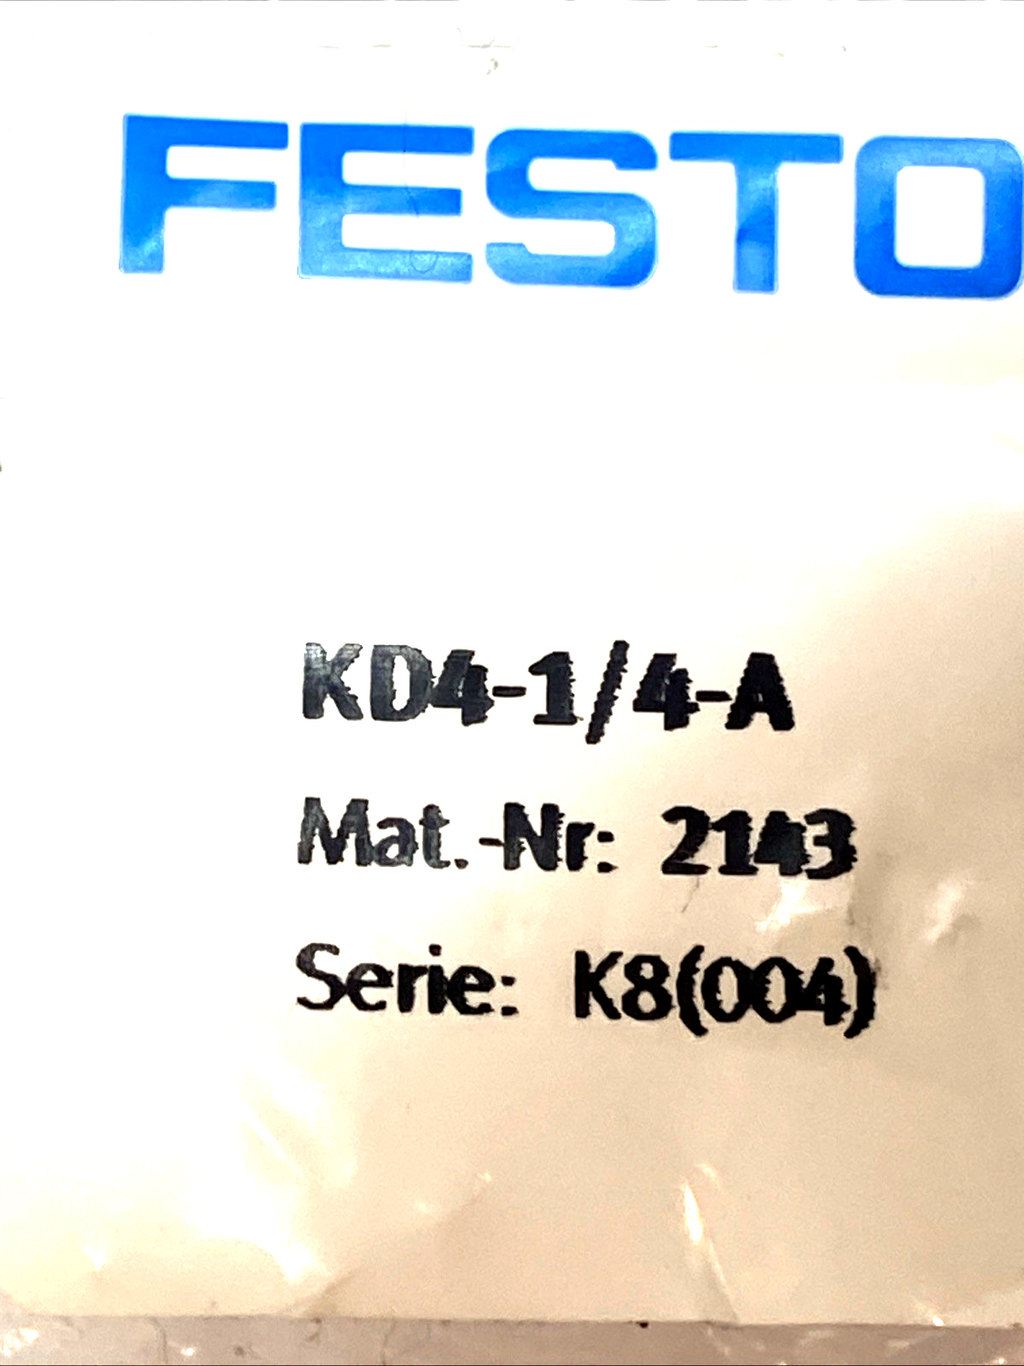 FESTO
KD4-1/4-A
Mat.-Nr: 2143
Serie: K8(004)